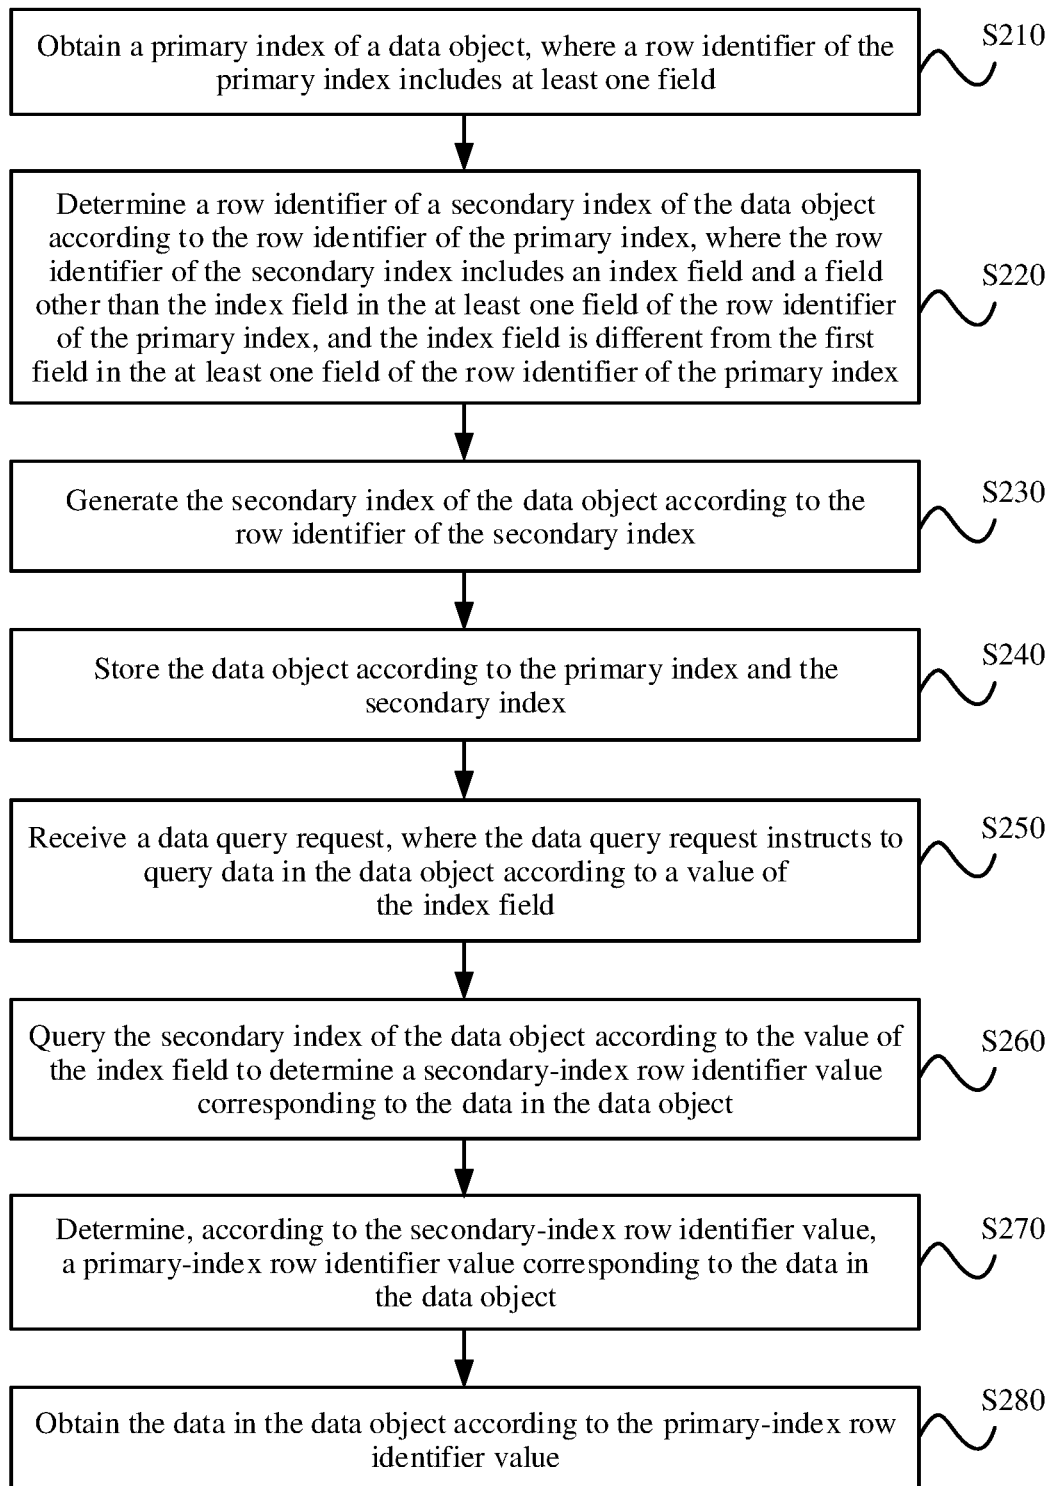 Obtain a primary index of a data object, where a row identifier of the
primary index includes at least one field
S210
Determine a row identifier of a secondary index of the data object
according to the row identifier of the primary index, where the row
identifier of the secondary index includes an index field and a field
other than the index field in the at least one field of the row identifier
of the primary index, and the index field is different from the first
field in the at least one field of the row identifier of the primary index
S220
Generate the secondary index of the data object according to the
row identifier of the secondary index
S230
Store the data object according to the primary index and the
secondary index
S240
Receive a data query request, where the data query request instructs to
query data in the data object according to a value of
the index field
S250
Query the secondary index of the data object according to the value of
the index field to determine a secondary-index row identifier value
corresponding to the data in the data object
S260
Determine, according to the secondary-index row identifier value,
a primary-index row identifier value corresponding to the data in
the data object
S270
Obtain the data in the data object according to the primary-index row
identifier value
S280